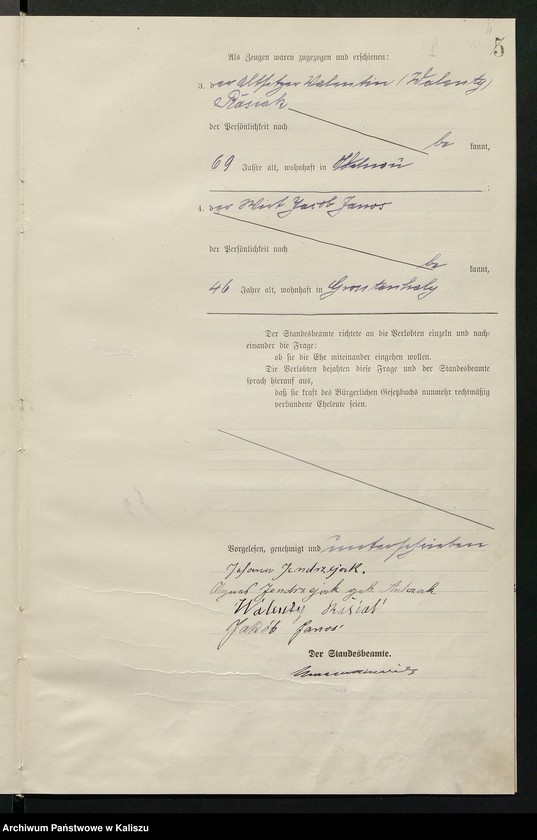 5
Als Zeugen waren zugezogen und erschienen:
3. der Altsitzer Valentin (Walenty)
Rásiak
der Persönlichkeit nach
be kannt,
69 Jahre alt, wohnhaft in
4. der Wirt Jacob Janos
der Persönlichkeit nach
be kannt,
46 Jahre alt, wohnhaft in
Der Standesbeamte richtete an die Verlobten einzeln und nach-
einander die Frage:
ob sie die Ehe miteinander eingehen wollen.
Die Verlobten bejahten diese Frage und der Standesbeamte
sprach hierauf aus,
daß sie kraft des Bürgerlichen Gesetzbuchs nunmehr rechtmäßig
verbundene Eheleute seien.
Vorgelesen, genehmigt und unterschrieben
Jendrzejak.
Jendrzejak geb.
Walenty Rásiak
Jakób Janos
Der Standesbeamte.
Archiwum Państwowe w Kaliszu